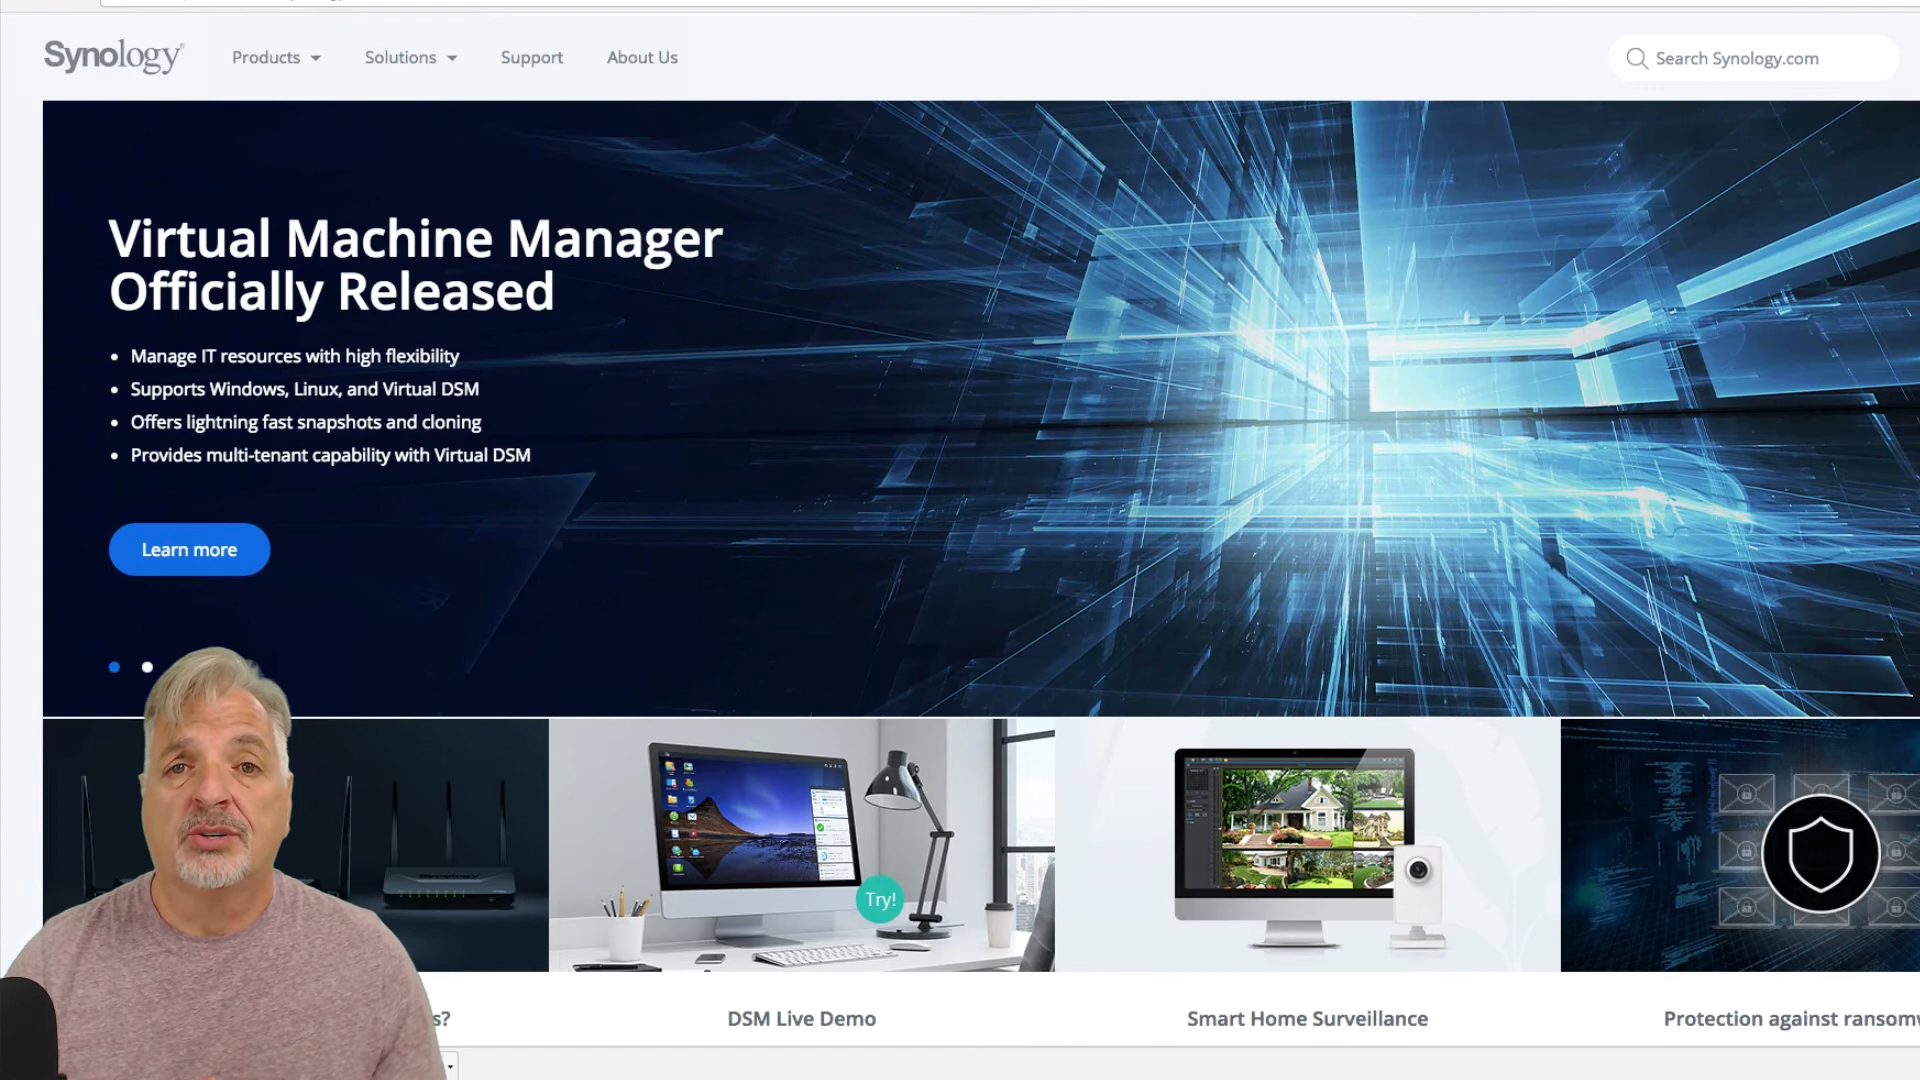 Synology
Products
Solutions
Support
About Us
Search Synology.com
Virtual Machine Manager
Officially Released
• Manage IT resources with high flexibility
• Supports Windows, Linux, and Virtual DSM
• Offers lightning fast snapshots and cloning
• Provides multi-tenant capability with Virtual DSM
Learn more
Synology
Try!
s?
DSM Live Demo
Smart Home Surveillance
Protection against ransomw